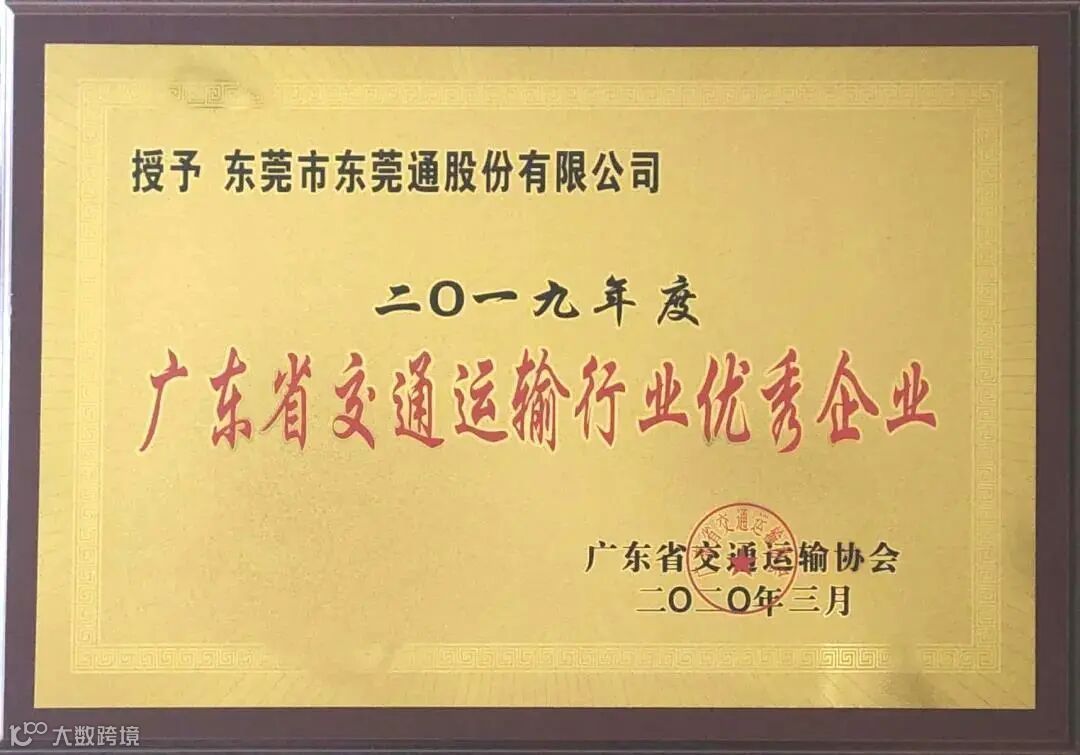 授予 东莞市东莞通股份有限公司
二〇一九年度
广东省交通运输行业优秀企业
广东省交通运输协会
二〇二〇年三月
大数跨境